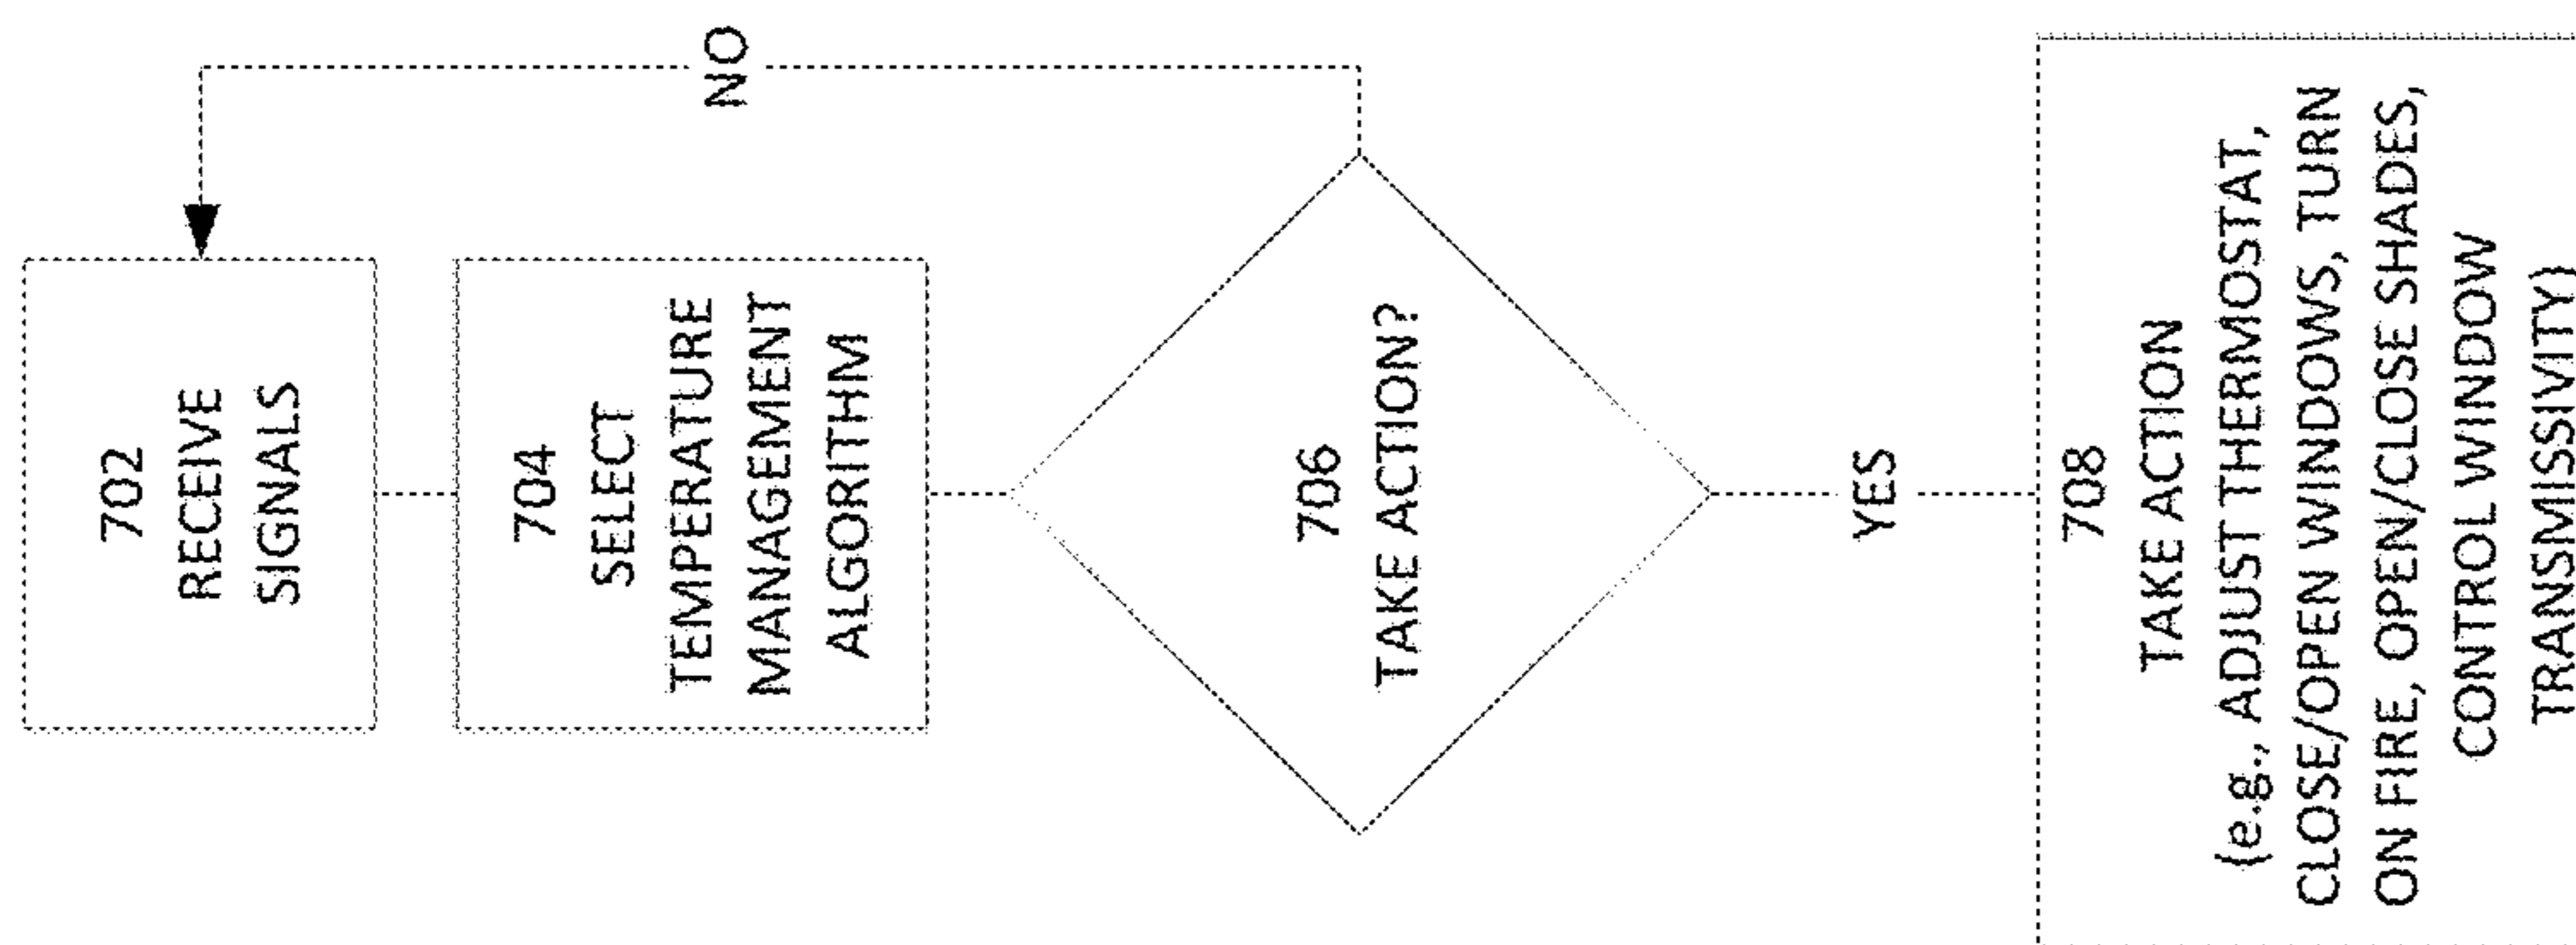 702
RECEIVE
SIGNALS
704
SELECT
TEMPERATURE
MANAGEMENT
ALGORITHM
NO
706
TAKE ACTION?
YES
708
TAKE ACTION
(e.g., ADJUST THERMOSTAT,
CLOSE/OPEN WINDOWS, TURN
ON FIRE, OPEN/CLOSE SHADES,
CONTROL WINDOW
TRANSMISSIVITY)